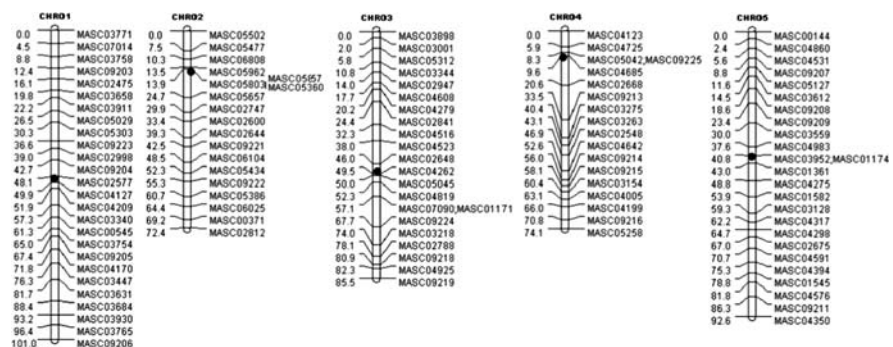 CHR01
0.0 MASC03771
4.5 MASC07014
8.8 MASC03758
12.4 MASC09203
16.1 MASC02475
19.8 MASC03658
22.2 MASC03911
26.5 MASC05029
30.3 MASC05303
36.6 MASC09223
39.0 MASC02998
42.7 MASC09204
48.1 MASC02577
49.9 MASC04127
51.9 MASC04209
57.3 MASC03340
61.3 MASC00545
65.0 MASC03754
67.4 MASC09205
71.8 MASC04170
76.3 MASC03447
81.7 MASC03631
88.4 MASC03684
93.2 MASC03930
96.4 MASC03765
101.0 MASC09206
CHR02
0.0 MASC05502
7.5 MASC05477
10.3 MASC06808
13.5 MASC05962
MASC05857
13.9 MASC05803
MASC05360
24.7 MASC05657
29.9 MASC02747
33.4 MASC02600
39.3 MASC02644
42.5 MASC09221
48.5 MASC06104
52.3 MASC05434
55.3 MASC09222
60.7 MASC05386
64.4 MASC06025
69.2 MASC00371
72.4 MASC02812
CHR03
0.0 MASC03898
2.0 MASC03001
5.8 MASC05312
10.8 MASC03344
14.0 MASC02947
17.7 MASC04608
20.2 MASC04279
24.4 MASC02841
32.3 MASC04516
38.0 MASC04523
46.0 MASC02648
49.5 MASC04262
50.0 MASC05045
52.3 MASC04819
57.1 MASC07090,MASC01171
67.7 MASC09224
74.0 MASC03218
78.1 MASC02788
80.9 MASC09218
82.3 MASC04925
85.5 MASC09219
CHR04
0.0 MASC04123
5.9 MASC04725
8.3 MASC05042,MASC09225
9.6 MASC04685
20.6 MASC02668
33.5 MASC09213
40.4 MASC03275
43.1 MASC03263
46.9 MASC02548
52.6 MASC04642
56.0 MASC09214
58.1 MASC09215
60.4 MASC03154
63.1 MASC04005
66.0 MASC04199
70.8 MASC09216
74.1 MASC05258
CHR05
0.0 MASC00144
2.4 MASC04860
5.6 MASC04531
8.8 MASC09207
11.6 MASC05127
14.5 MASC03612
18.6 MASC09208
23.4 MASC09209
30.0 MASC03559
37.6 MASC04983
40.8 MASC03952,MASC01174
43.0 MASC01361
48.8 MASC04275
53.9 MASC01582
59.3 MASC03128
62.2 MASC04317
64.7 MASC04298
67.0 MASC02675
70.7 MASC04591
75.3 MASC04394
78.8 MASC01545
81.8 MASC04576
86.3 MASC09211
92.6 MASC04350